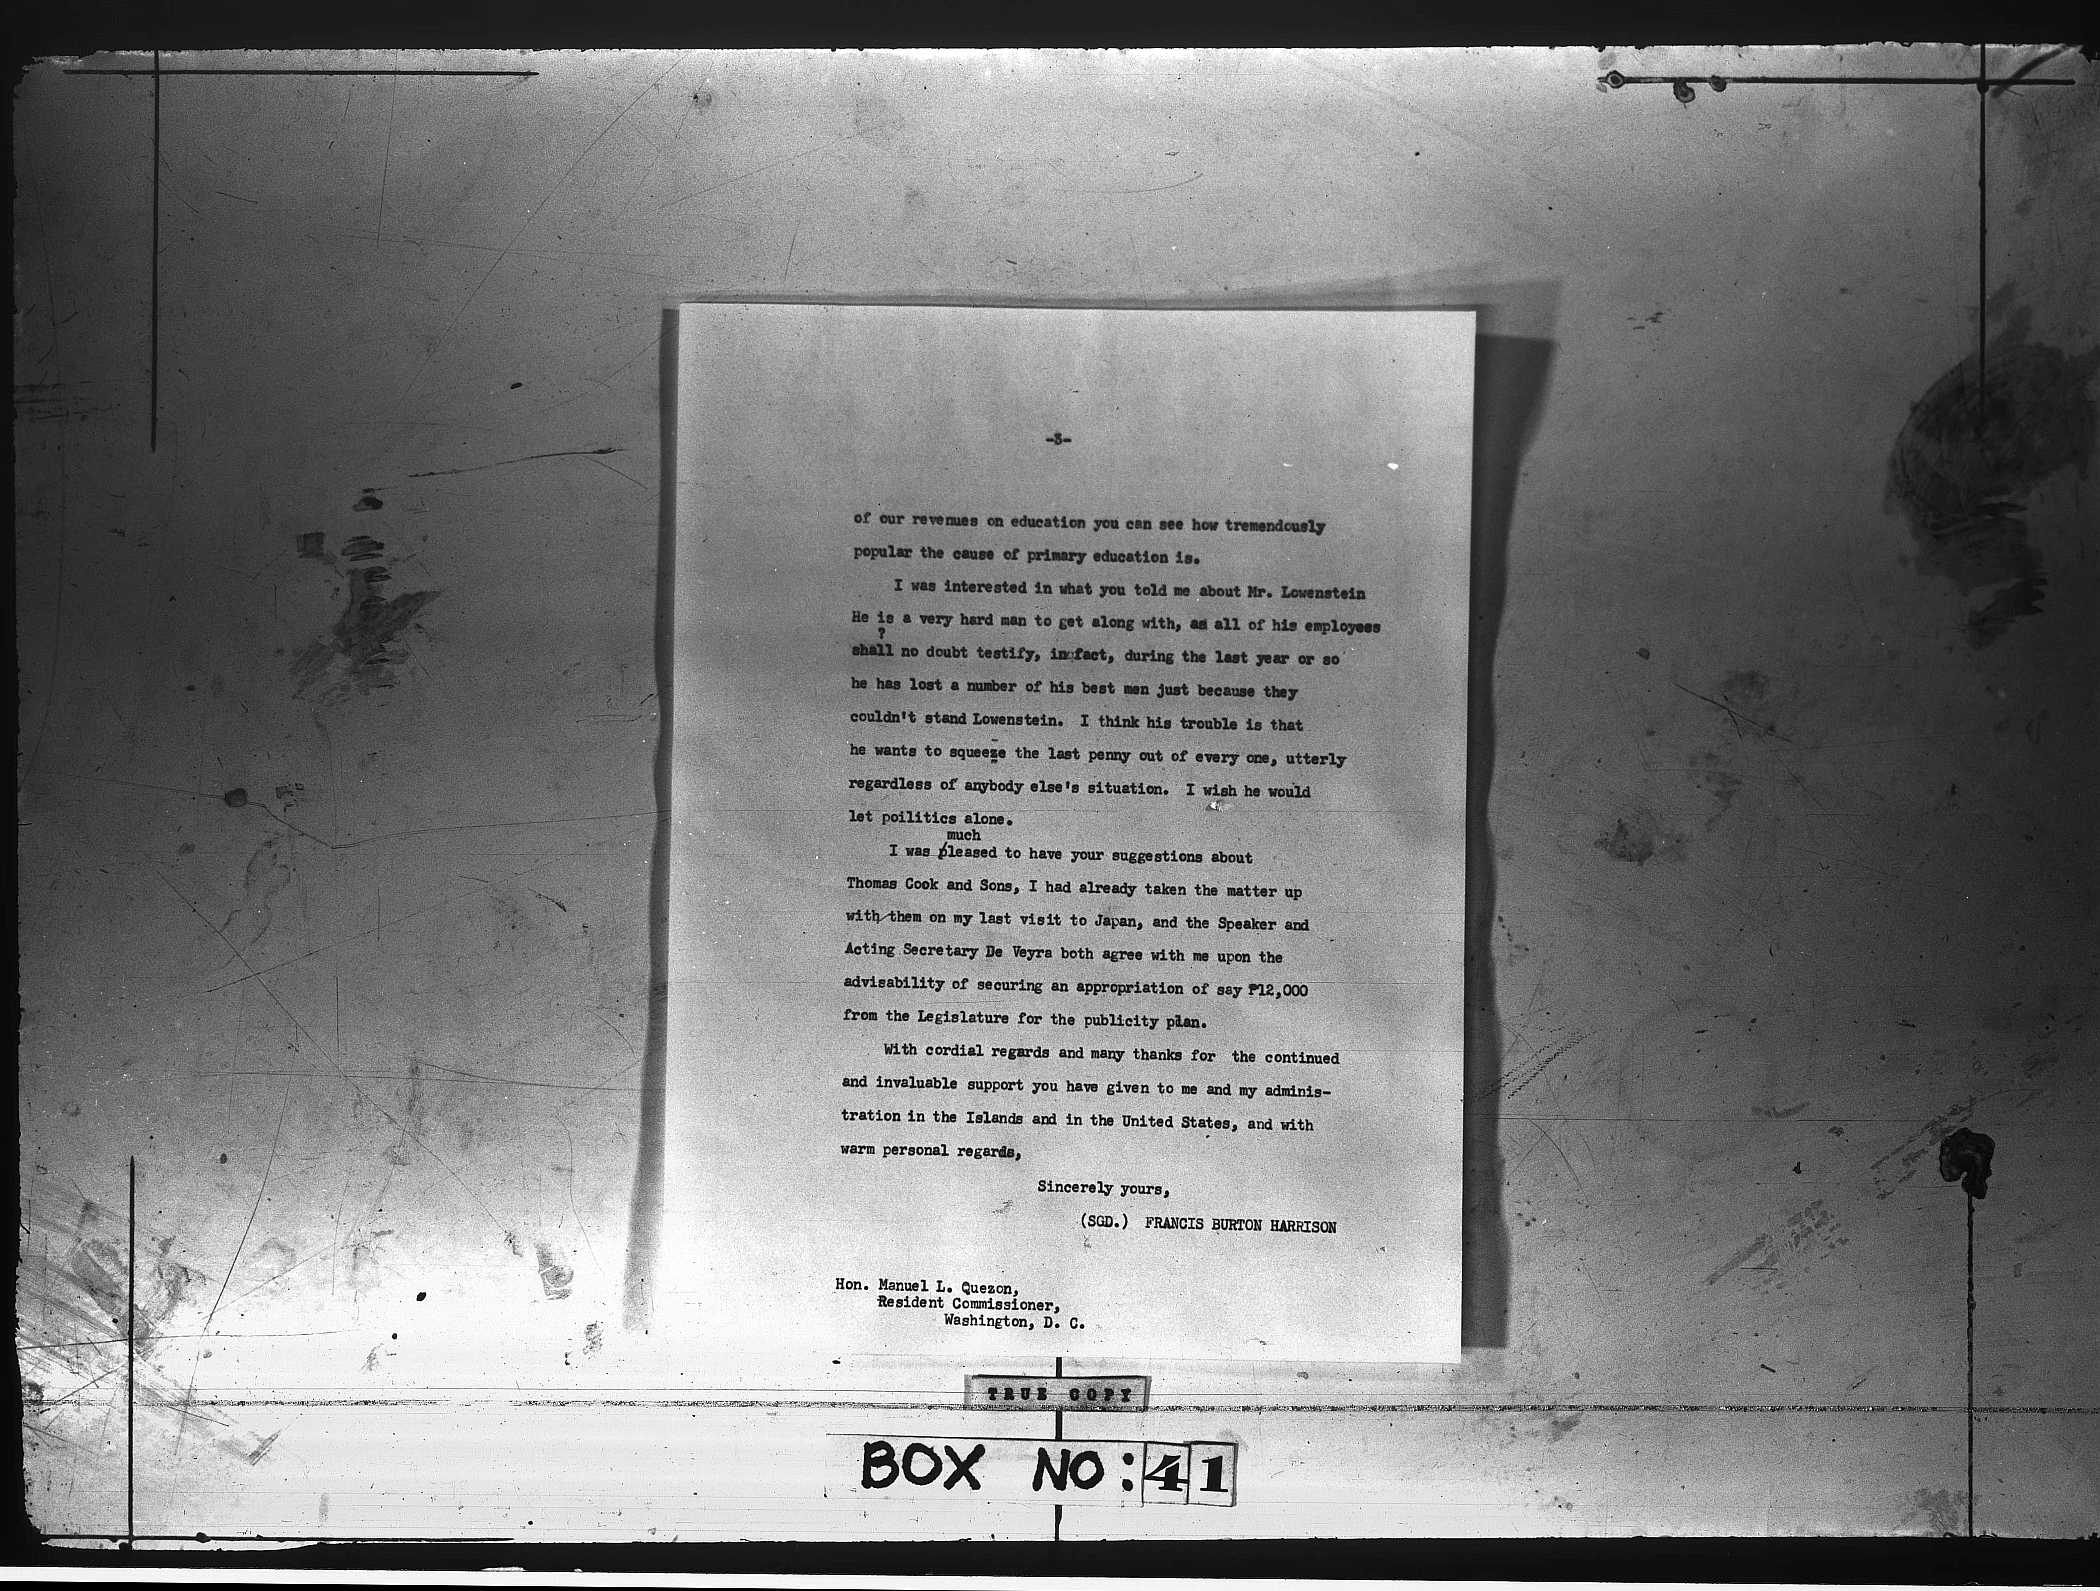 -3-
of our revenues on education you can see how tremendously
popular the cause of primary education is.
I was interested in what you told me about Mr. Lowenstein
He is a very hard man to get along with, as all of his employees
?
shall no doubt testify, in fact, during the last year or so
he has lost a number of his best men just because they
couldn't stand Lowenstein. I think his trouble is that
he wants to squeeze the last penny out of every one, utterly
regardless of anybody else's situation. I wish he would
let poilitics alone.
much
I was pleased to have your suggestions about
Thomas Cook and Sons, I had already taken the matter up
with them on my last visit to Japan, and the Speaker and
Acting Secretary De Veyra both agree with me upon the
advisability of securing an appropriation of say ₱12,000
from the Legislature for the publicity plan.
With cordial regards and many thanks for the continued
and invaluable support you have given to me and my adminis-
tration in the Islands and in the United States, and with
warm personal regards,
Sincerely yours,
(SGD.) FRANCIS BURTON HARRISON
Hon. Manuel L. Quezon,
Resident Commissioner,
Washington, D. C.
TRUE COPY
BOX NO: 41